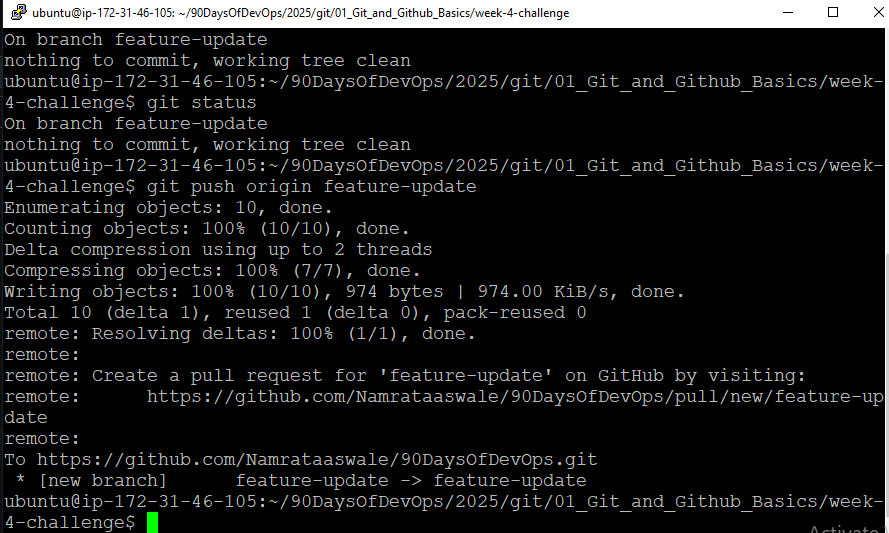 ubuntu@ip-172-31-46-105: ~/90DaysOfDevOps/2025/git/01_Git_and_Github_Basics/week-4-challenge
On branch feature-update
nothing to commit, working tree clean
ubuntu@ip-172-31-46-105:~/90DaysOfDevOps/2025/git/01_Git_and_Github_Basics/week-
4-challenge$ git status
On branch feature-update
nothing to commit, working tree clean
ubuntu@ip-172-31-46-105:~/90DaysOfDevOps/2025/git/01_Git_and_Github_Basics/week-
4-challenge$ git push origin feature-update
Enumerating objects: 10, done.
Counting objects: 100% (10/10), done.
Delta compression using up to 2 threads
Compressing objects: 100% (7/7), done.
Writing objects: 100% (10/10), 974 bytes | 974.00 KiB/s, done.
Total 10 (delta 1), reused 1 (delta 0), pack-reused 0
remote: Resolving deltas: 100% (1/1), done.
remote:
remote: Create a pull request for 'feature-update' on GitHub by visiting:
remote:      https://github.com/Namrataaswale/90DaysOfDevOps/pull/new/feature-up
date
remote:
To https://github.com/Namrataaswale/90DaysOfDevOps.git
 * [new branch]      feature-update -> feature-update
ubuntu@ip-172-31-46-105:~/90DaysOfDevOps/2025/git/01_Git_and_Github_Basics/week-
4-challenge$
Activate